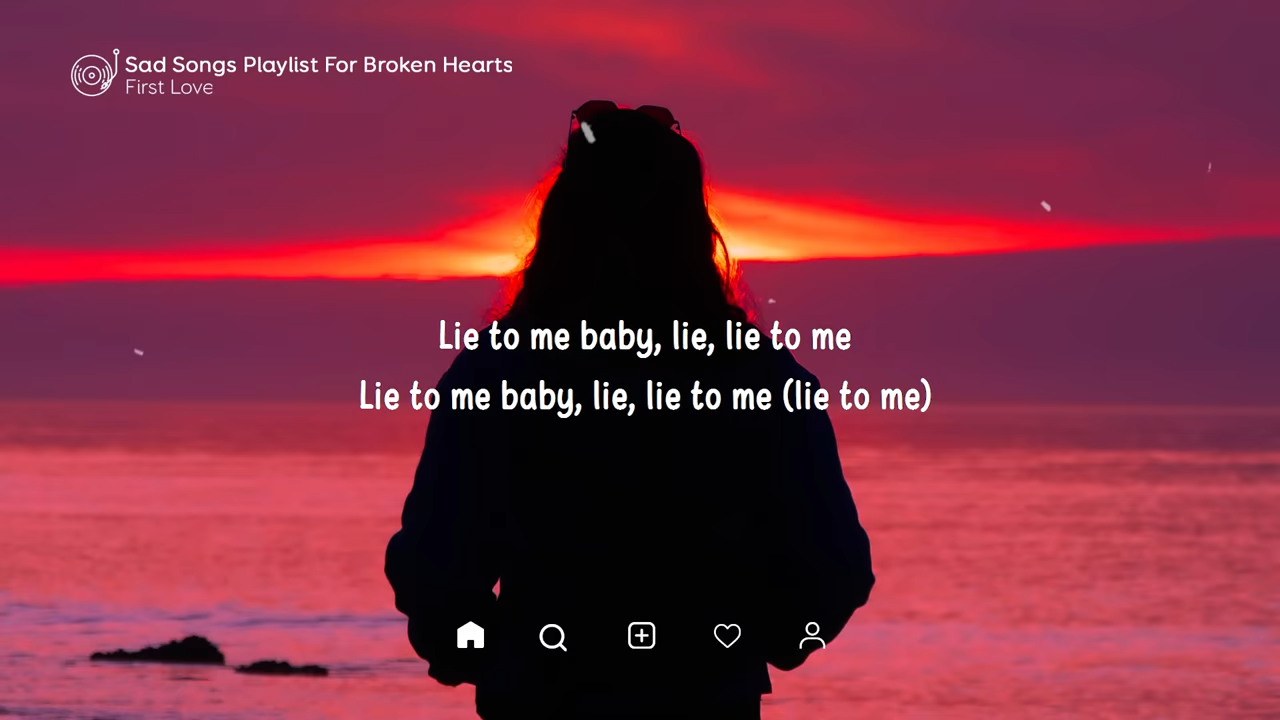 Sad Songs Playlist For Broken Hearts
First Love
Lie to me baby, lie, lie to me
Lie to me baby, lie, lie to me (lie to me)